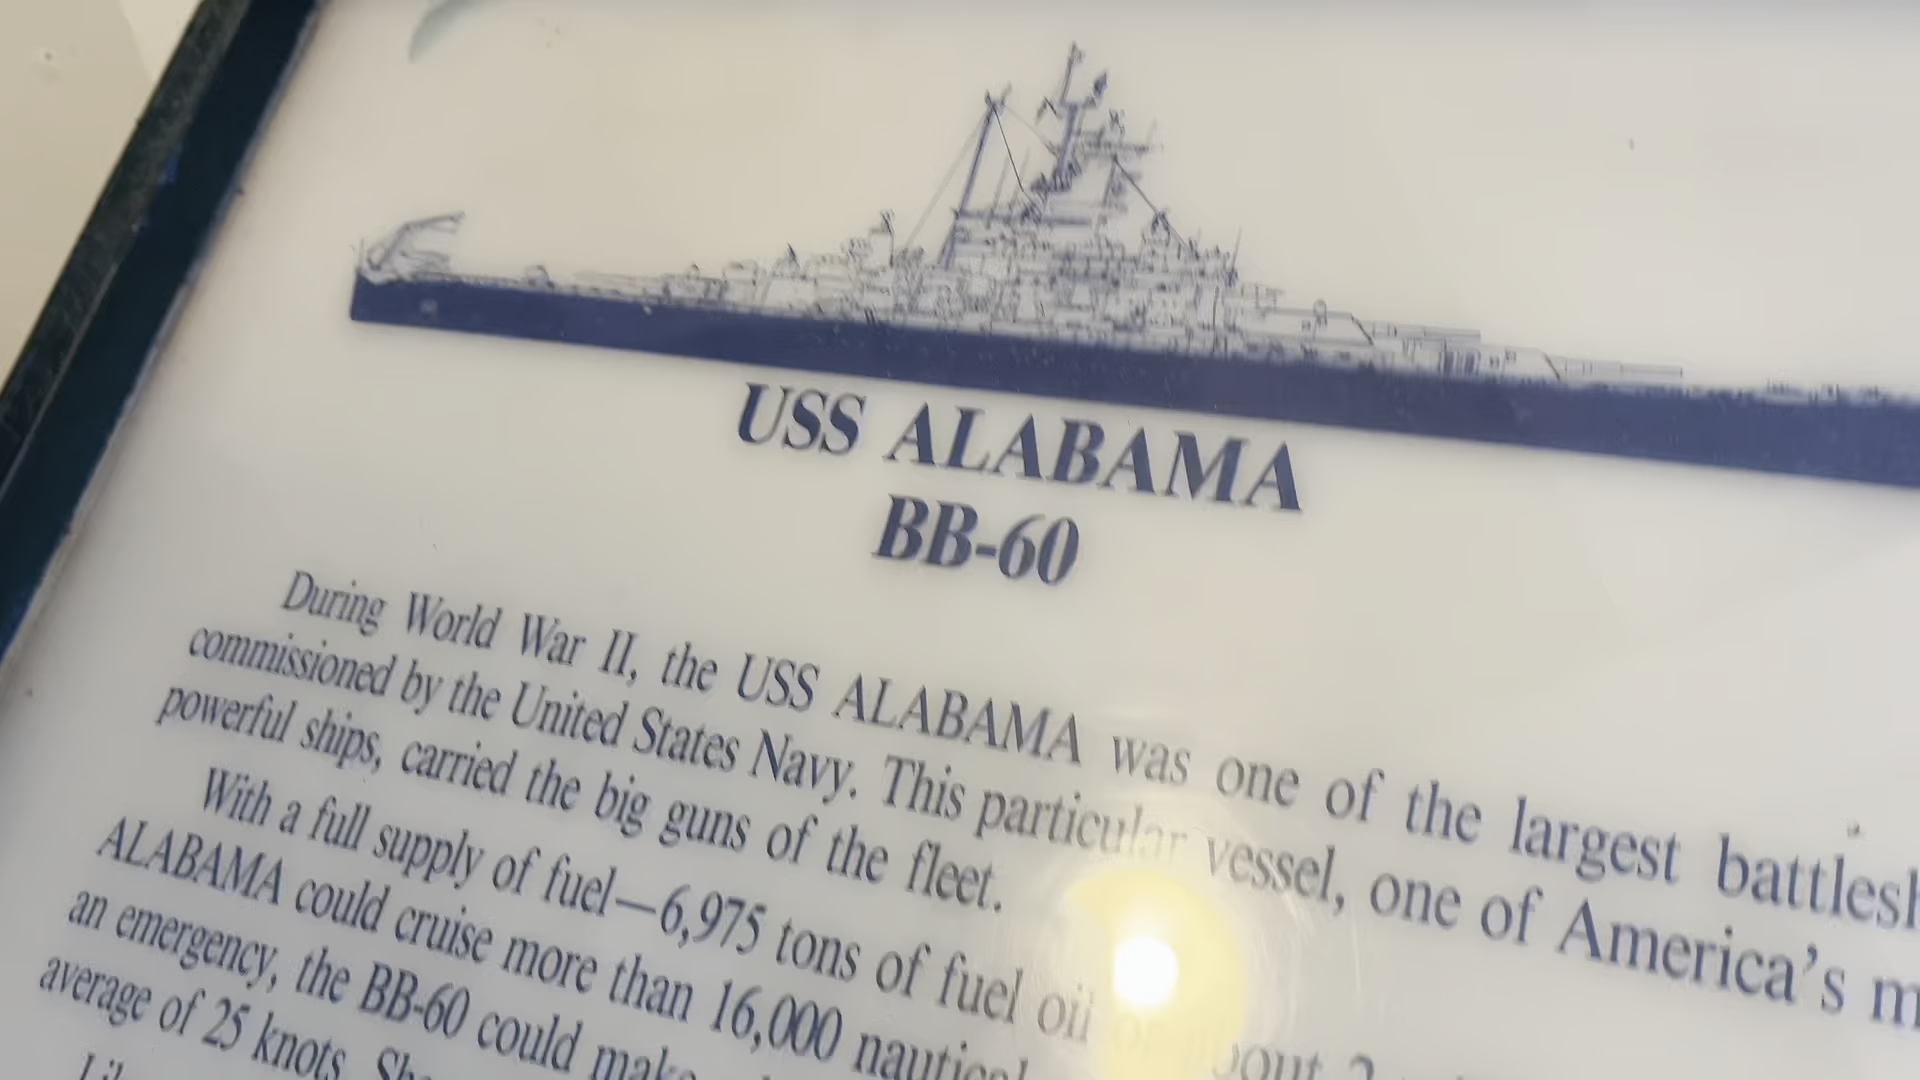 USS ALABAMA
BB-60
During World War II, the USS ALABAMA was one of the largest
commissioned by the United States Navy. This particular vessel, one of America's
powerful ships, carried the big guns of the fleet.
With a full supply of fuel—6,975 tons of fuel oil
ALABAMA could cruise more than 16,000 nautical
an emergency, the BB-60 could make
average of 25 knots.